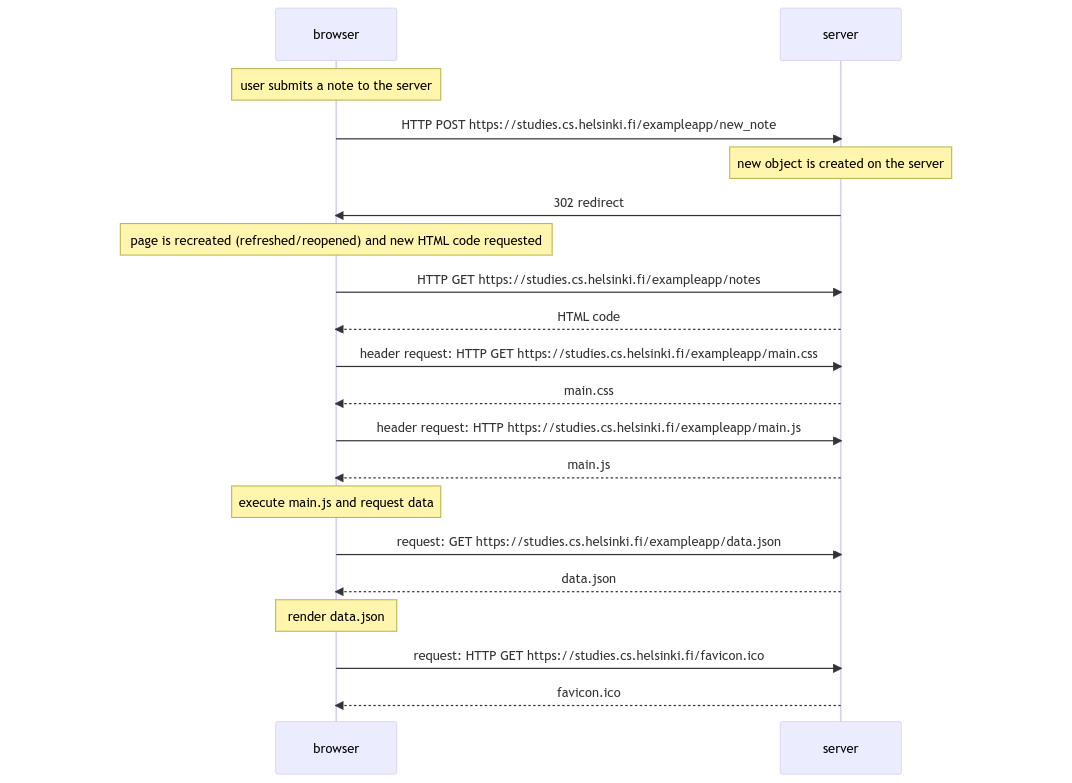 browser
server
user submits a note to the server
HTTP POST https://studies.cs.helsinki.fi/exampleapp/new_note
new object is created on the server
302 redirect
page is recreated (refreshed/reopened) and new HTML code requested
HTTP GET https://studies.cs.helsinki.fi/exampleapp/notes
HTML code
header request: HTTP GET https://studies.cs.helsinki.fi/exampleapp/main.css
main.css
header request: HTTP https://studies.cs.helsinki.fi/exampleapp/main.js
main.js
execute main.js and request data
request: GET https://studies.cs.helsinki.fi/exampleapp/data.json
data.json
render data.json
request: HTTP GET https://studies.cs.helsinki.fi/favicon.ico
favicon.ico
browser
server